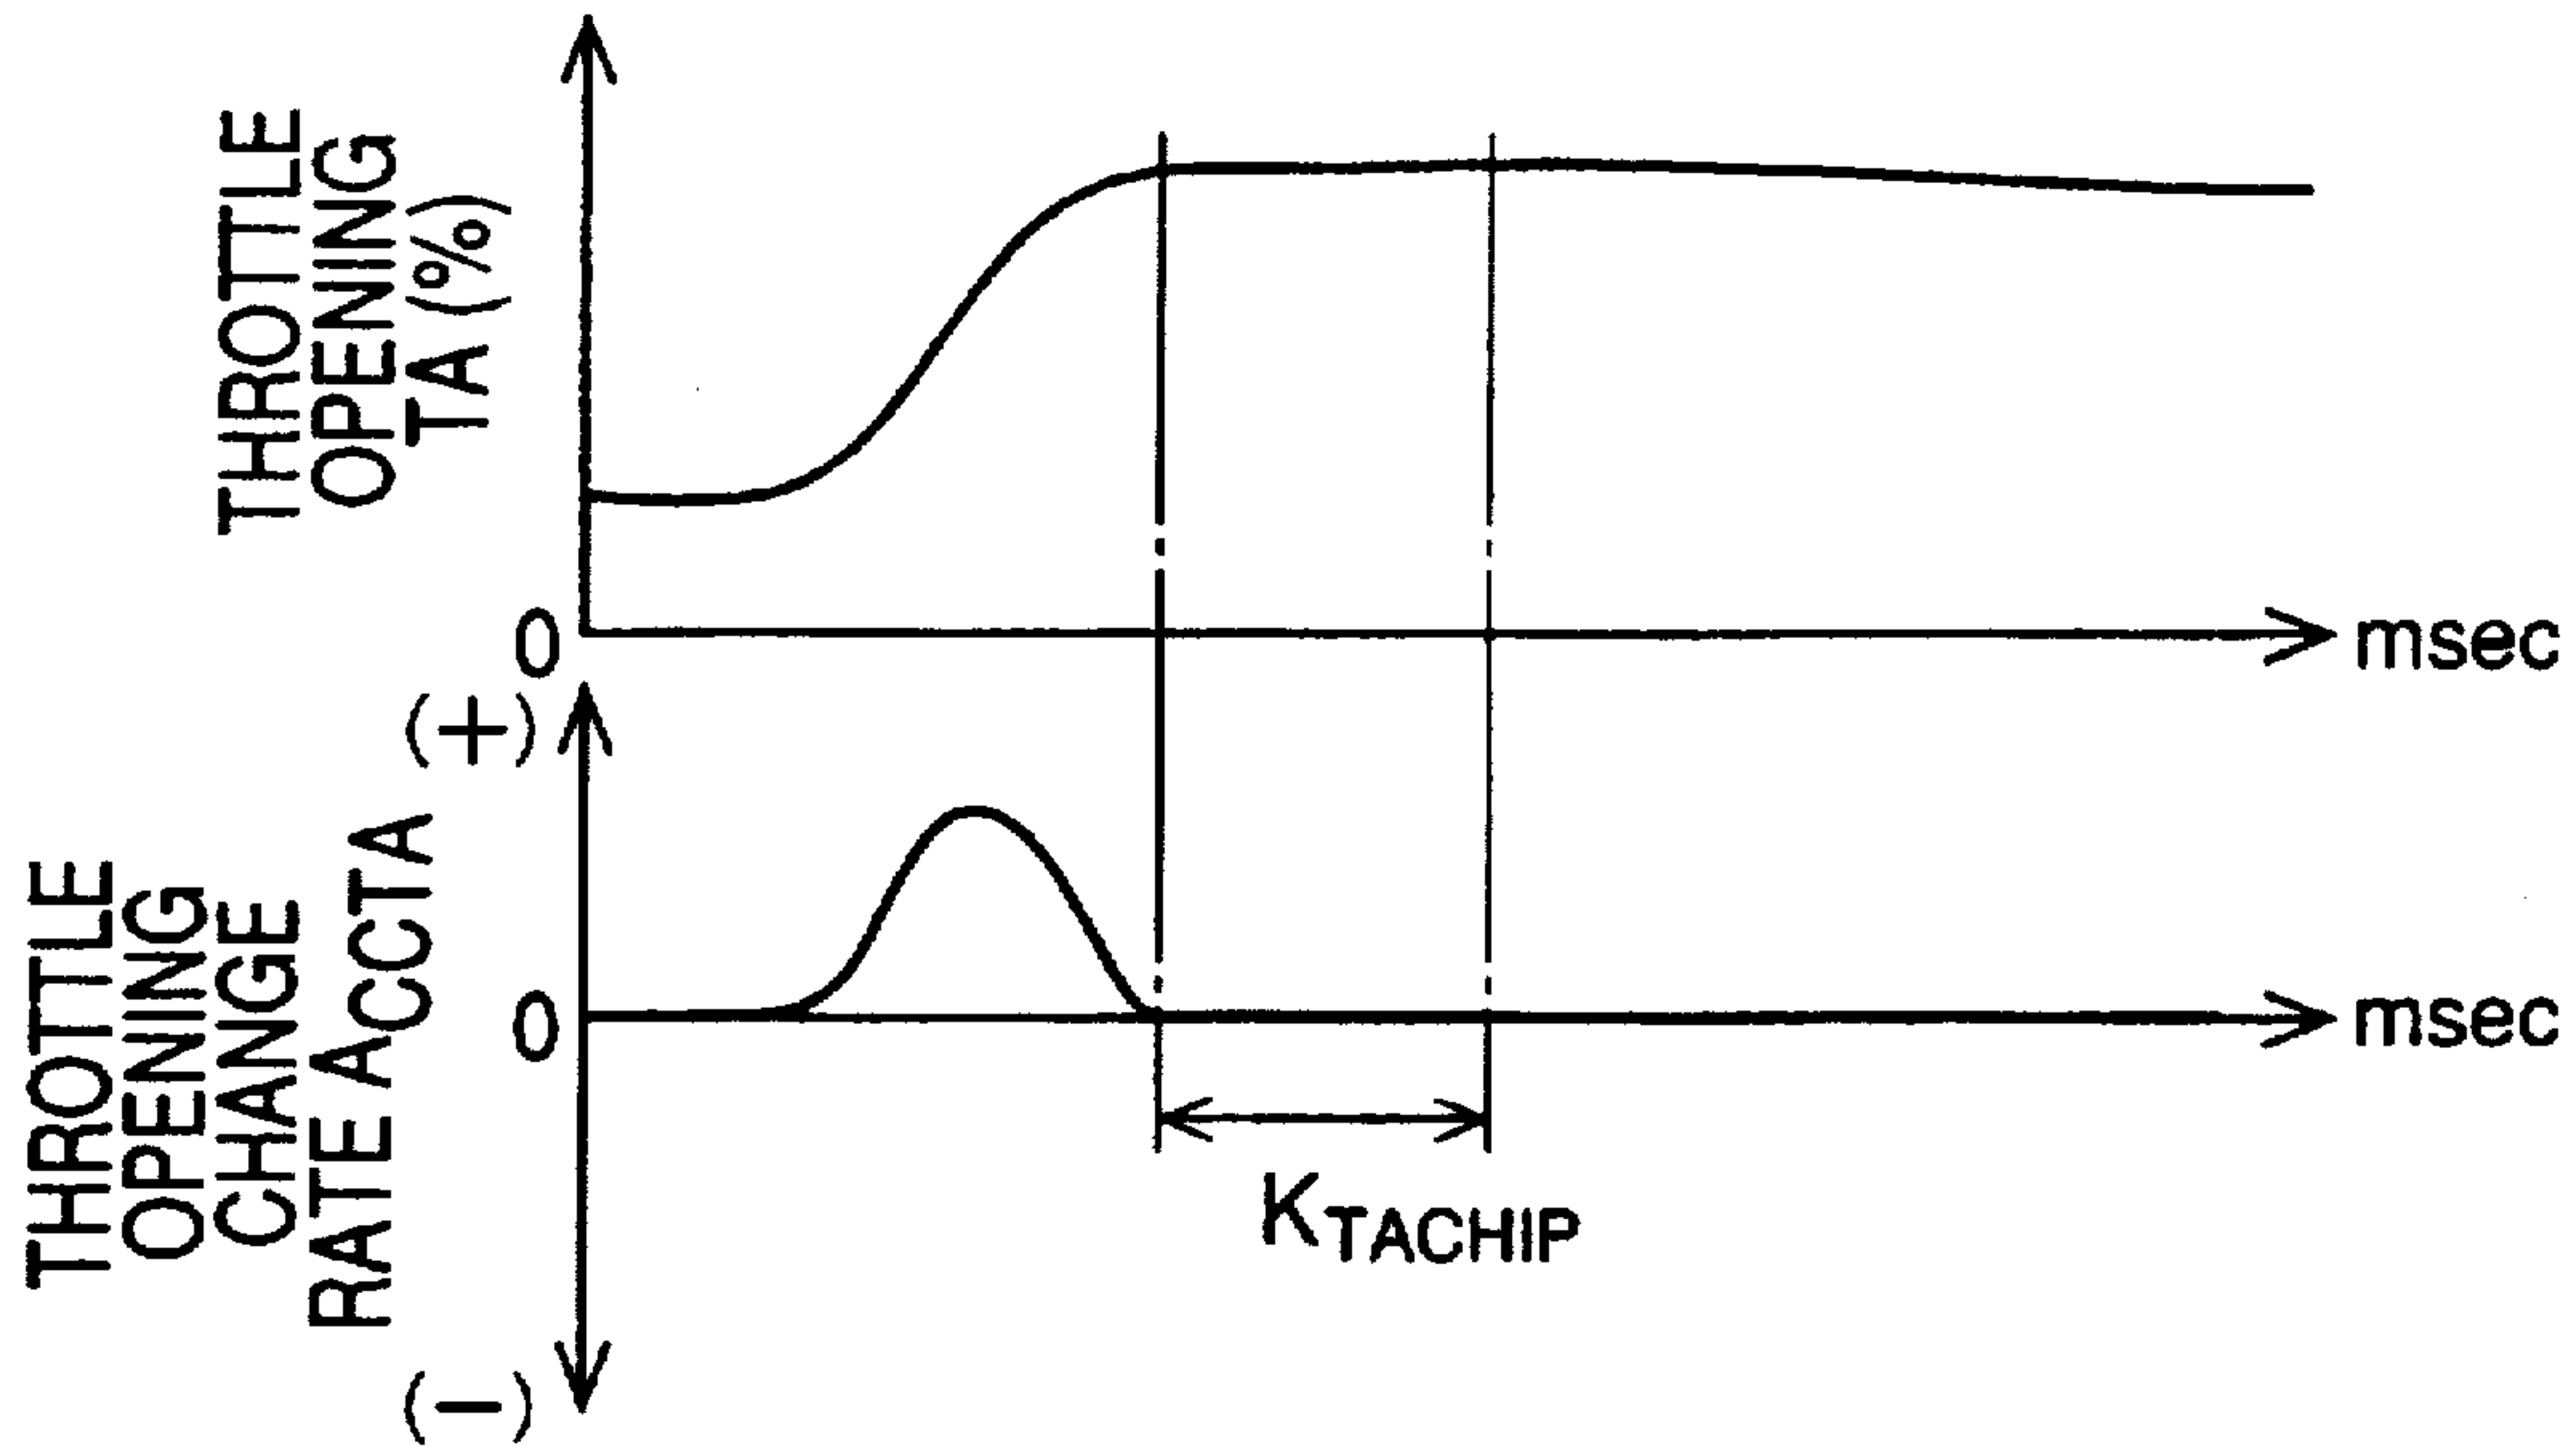 THROTTLE
OPENING
TA (%)
0
msec
(+)
THROTTLE
OPENING
CHANGE
RATE ACCTA
0
msec
KTACHIP
(−)